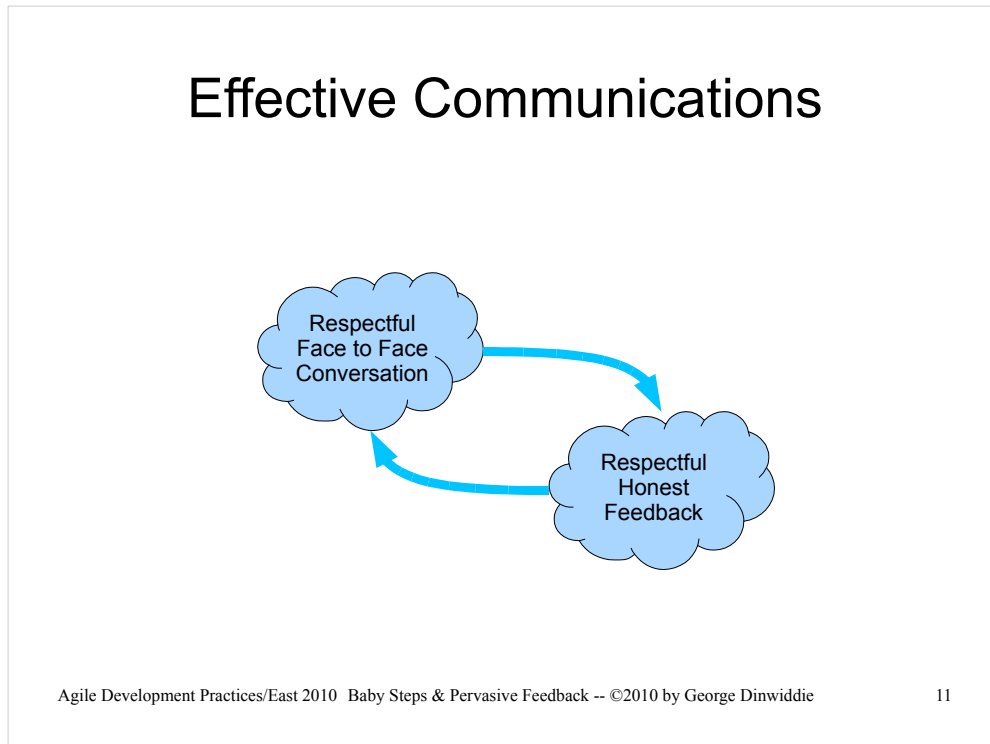 Effective Communications
Respectful
Face to Face
Conversation
Respectful
Honest
Feedback
Agile Development Practices/East 2010 Baby Steps & Pervasive Feedback -- ©2010 by George Dinwiddie 11